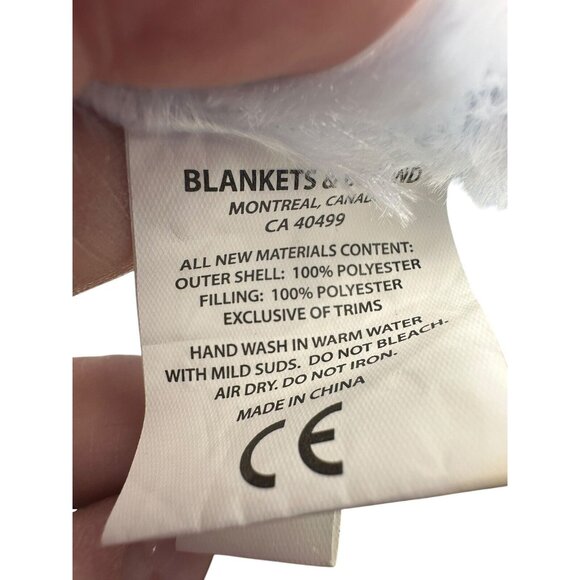 BLANKETS &
MONTREAL,
CA 40499
ALL NEW MATERIALS CONTENT:
OUTER SHELL: 100% POLYESTER
FILLING: 100% POLYESTER
EXCLUSIVE OF TRIMS
HAND WASH IN WARM WATER
WITH MILD SUDS. DO NOT BLEACH.
AIR DRY. DO NOT IRON.
MADE IN CHINA
CE